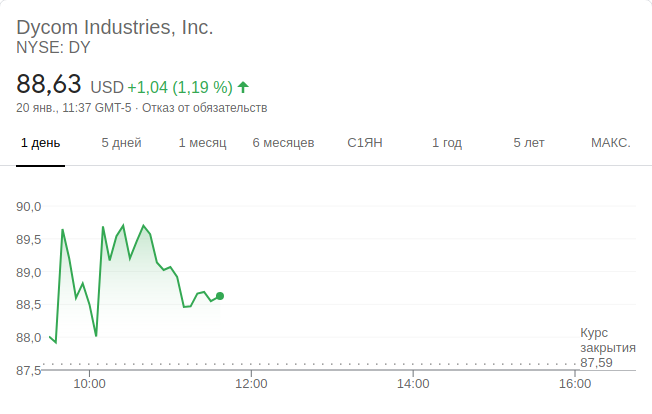 Dycom Industries, Inc.
NYSE: DY
88,63 USD +1,04 (1,19 %)
20 янв., 11:37 GMT-5 · Отказ от обязательств
1 день 5 дней 1 месяц 6 месяцев С1ЯН 1 год 5 лет МАКС.
90,0
89,5
89,0
88,5
88,0
87,5
Курс
закрытия
87,59
10:00 12:00 14:00 16:00